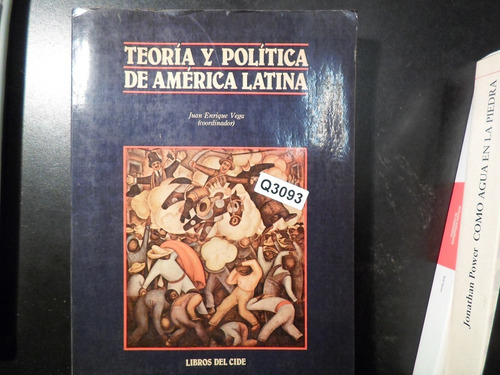 TEORÍA Y POLÍTICA
DE AMÉRICA LATINA
Juan Enrique Vega
(coordinador)
Q3093
LIBROS DEL CIDE
Jonathan Power COMO AGUA EN LA PIEDRA